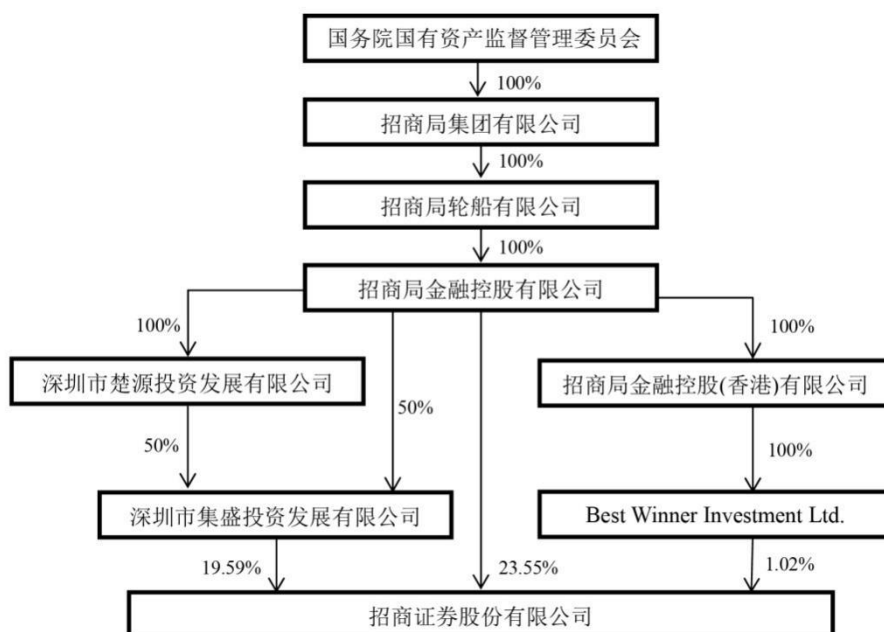 国务院国有资产监督管理委员会
100%
招商局集团有限公司
100%
招商局轮船有限公司
100%
招商局金融控股有限公司
100%
100%
深圳市楚源投资发展有限公司
招商局金融控股(香港)有限公司
50%
50%
100%
深圳市集盛投资发展有限公司
Best Winner Investment Ltd.
19.59%
23.55%
1.02%
招商证券股份有限公司